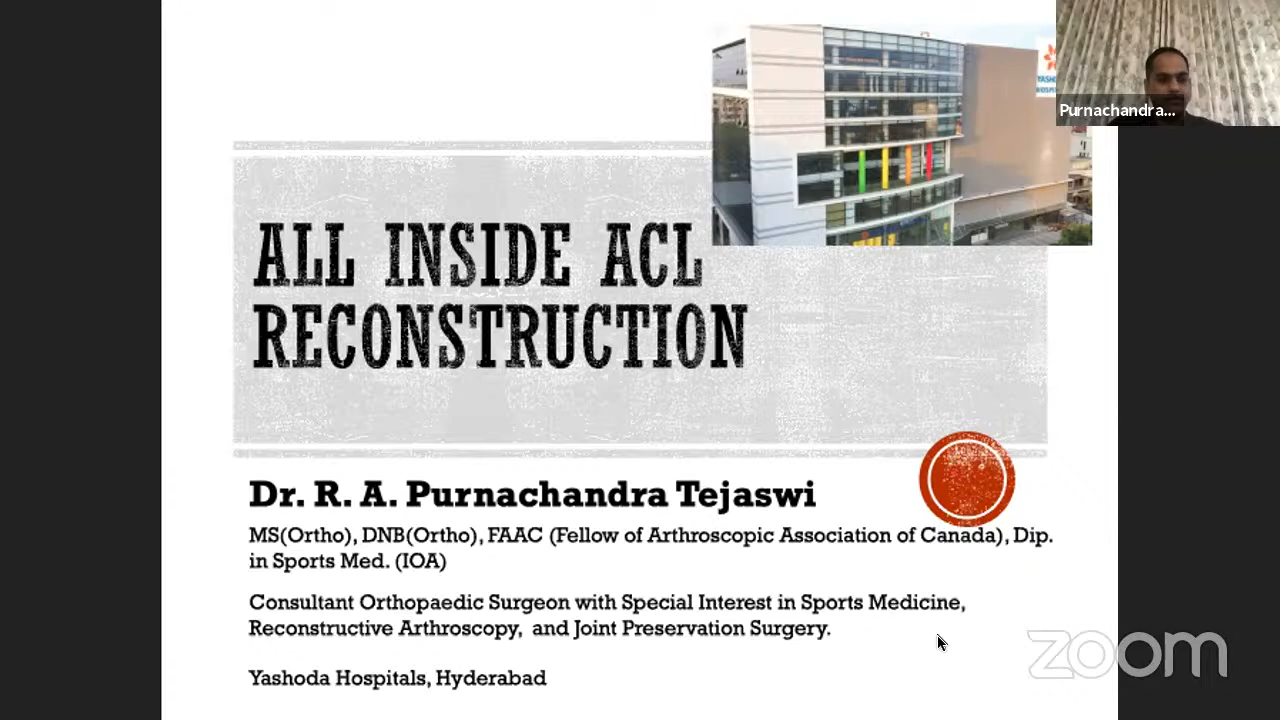 Purnachandra...
ALL INSIDE ACL
RECONSTRUCTION
Dr. R. A. Purnachandra Tejaswi
MS(Ortho), DNB(Ortho), FAAC (Fellow of Arthroscopic Association of Canada), Dip.
in Sports Med. (IOA)
Consultant Orthopaedic Surgeon with Special Interest in Sports Medicine,
Reconstructive Arthroscopy, and Joint Preservation Surgery.
Yashoda Hospitals, Hyderabad
zoom